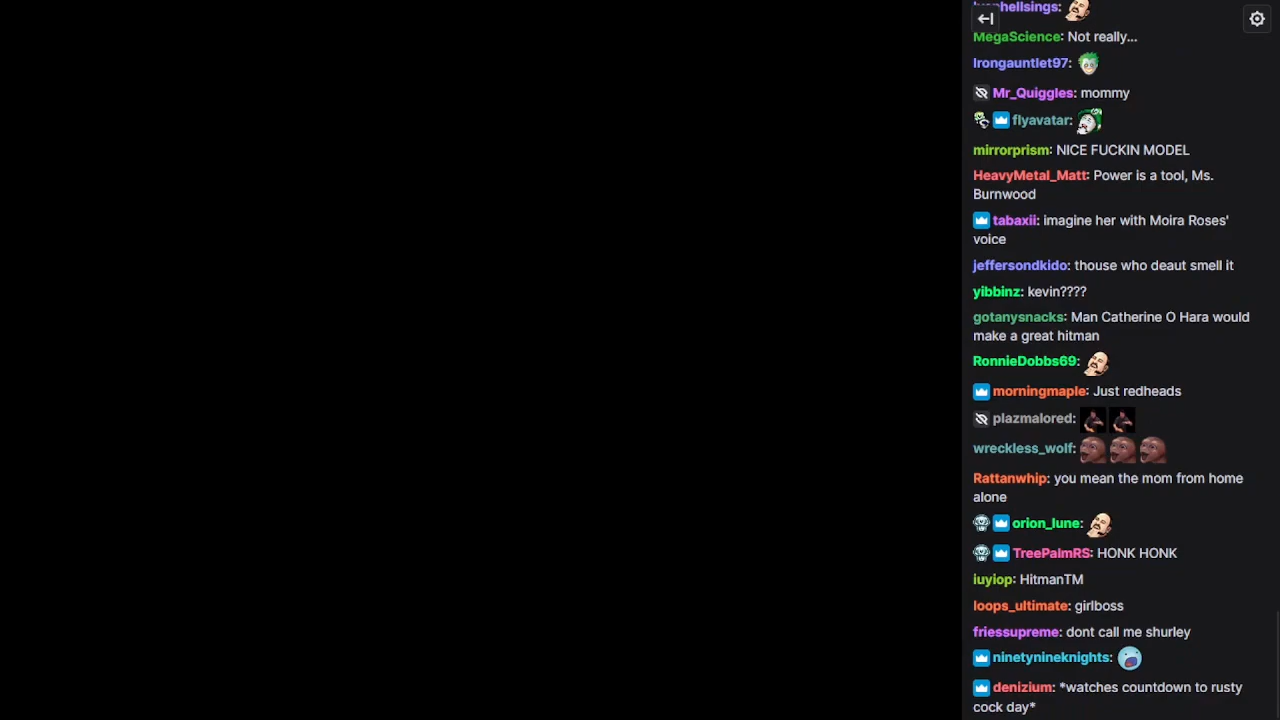 lyonhellsings:
MegaScience: Not really...
Irongauntlet97:
Mr_Quiggles: mommy
flyavatar:
mirrorprism: NICE FUCKIN MODEL
HeavyMetal_Matt: Power is a tool, Ms.
Burnwood
tabaxii: imagine her with Moira Roses'
voice
jeffersondkido: thouse who deaut smell it
yibbinz: kevin????
gotanysnacks: Man Catherine O Hara would
make a great hitman
RonnieDobbs69:
morningmaple: Just redheads
plazmalored:
wreckless_wolf:
Rattanwhip: you mean the mom from home
alone
orion_lune:
TreePalmRS: HONK HONK
iuyiop: HitmanTM
loops_ultimate: girlboss
friessupreme: dont call me shurley
ninetynineknights:
denizium: *watches countdown to rusty
cock day*